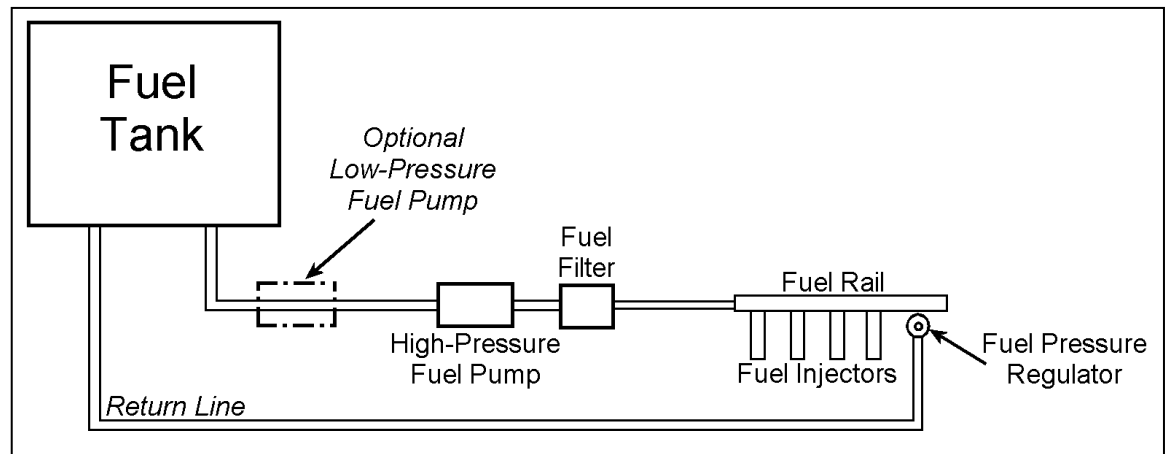 Fuel
Tank
Optional
Low-Pressure
Fuel Pump
Fuel
Filter
Fuel Rail
High-Pressure
Fuel Pump
Fuel Injectors
Fuel Pressure
Regulator
Return Line